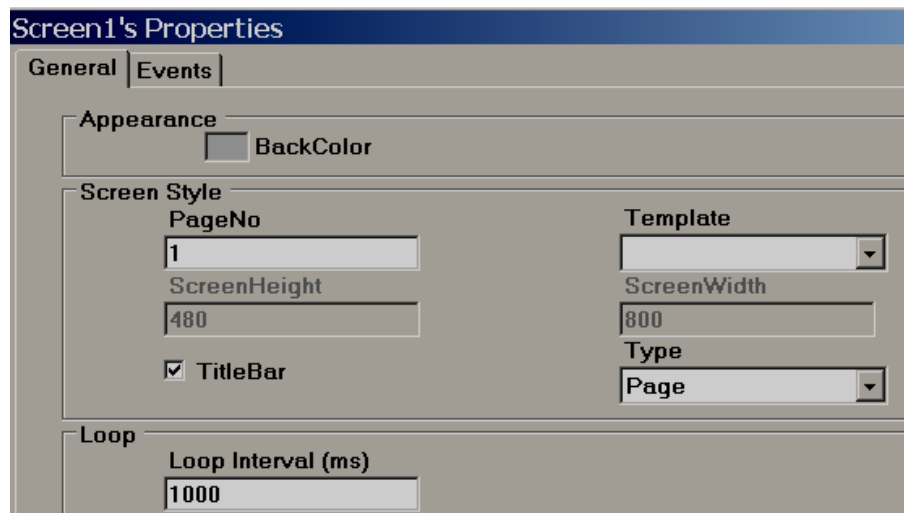 Screen1's Properties
General Events
Appearance
BackColor
Screen Style
PageNo Template
1
ScreenHeight ScreenWidth
480 800
TitleBar Type
Page
Loop
Loop Interval (ms)
1000